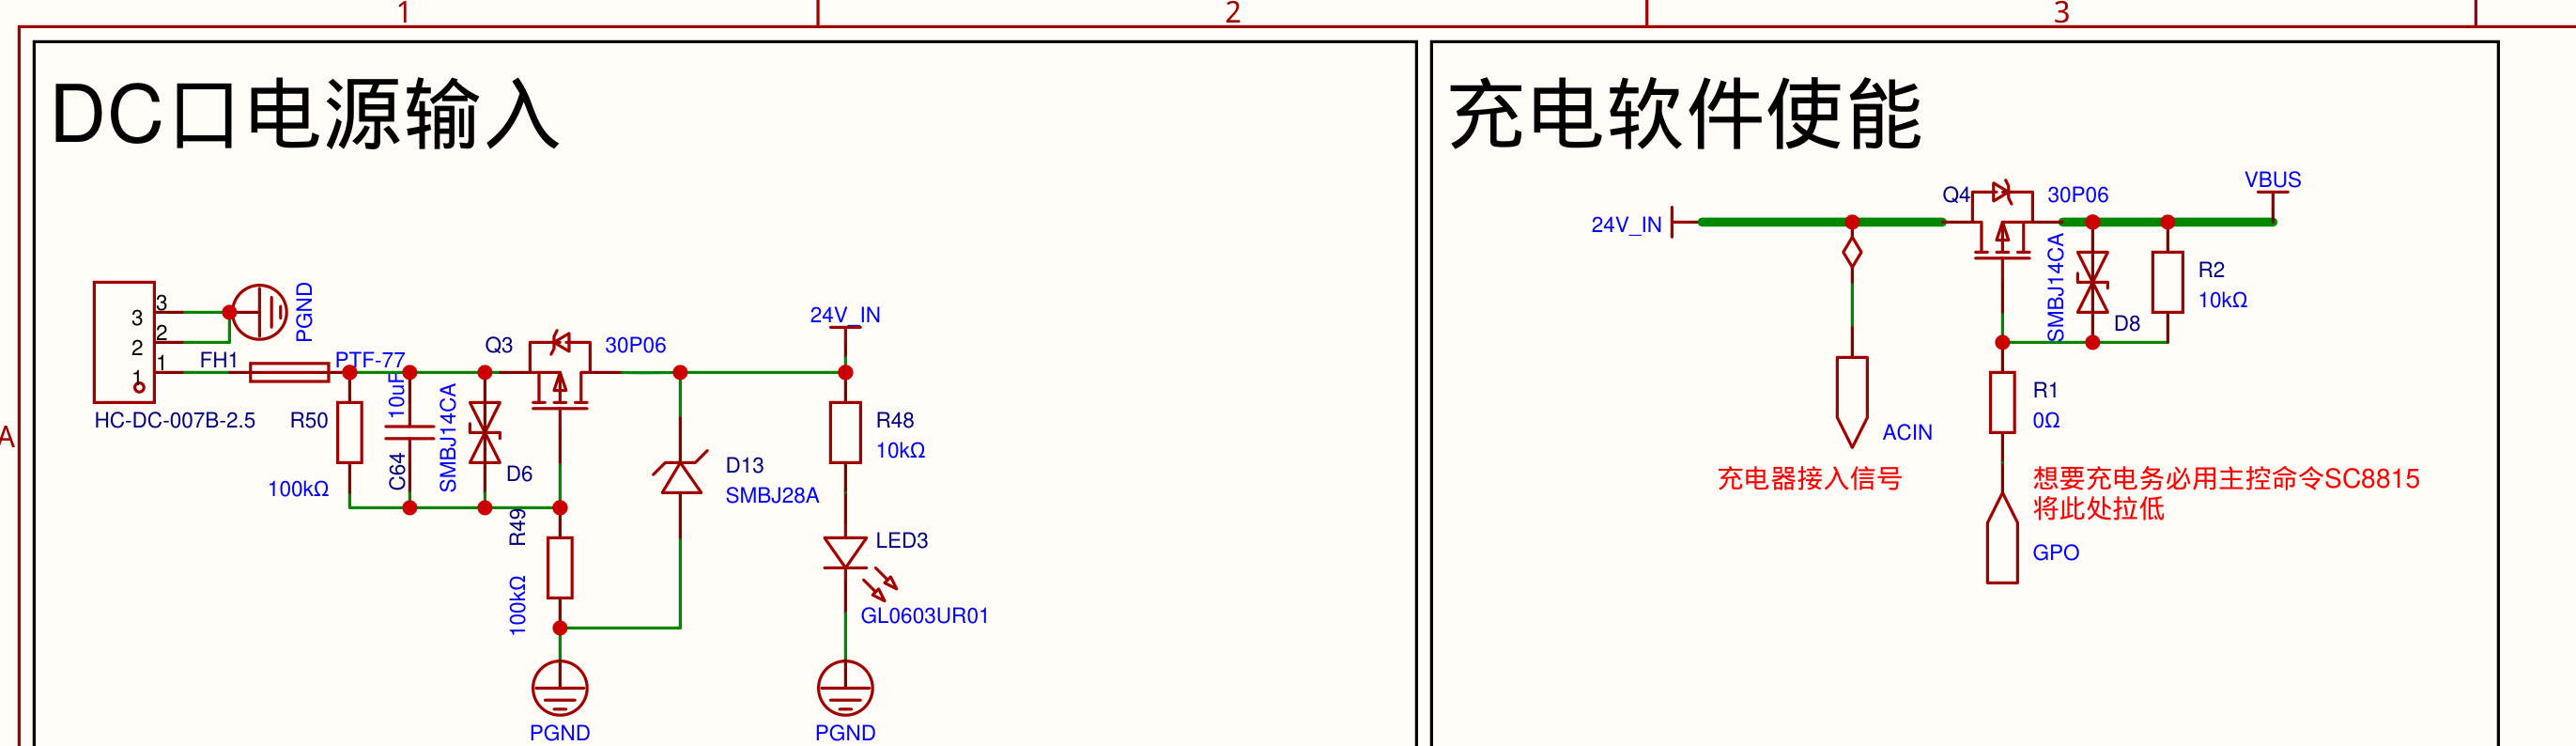 1
2
3
A
DC口电源输入
3
2
1
3
2
1
PGND
FH1
PTF-77
HC-DC-007B-2.5
R50
100kΩ
10uF
C64
SMBJ14CA
D6
Q3
30P06
R49
100kΩ
PGND
D13
SMBJ28A
24V_IN
R48
10kΩ
LED3
GL0603UR01
PGND
充电软件使能
24V_IN
Q4
30P06
VBUS
SMBJ14CA
D8
R2
10kΩ
R1
0Ω
ACIN
充电器接入信号
想要充电务必用主控命令SC8815
将此处拉低
GPO